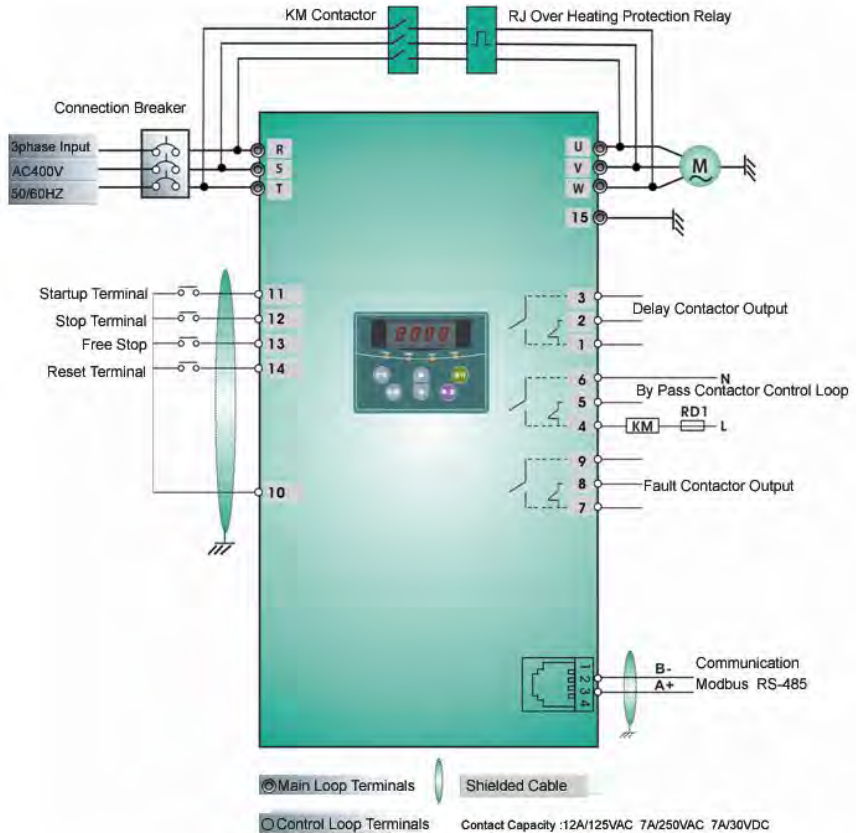 KM Contactor
RJ Over Heating Protection Relay
Connection Breaker
3phase Input
AC400V
50/60HZ
R
S
T
U
V
W
M
15
Startup Terminal
11
Stop Terminal
12
Free Stop
13
Reset Terminal
14
10
3
2
1
Delay Contactor Output
6
5
4
N
By Pass Contactor Control Loop
RD1
KM
L
9
8
7
Fault Contactor Output
1
2
3
4
B-
A+
Communication
Modbus RS-485
Main Loop Terminals
Shielded Cable
Control Loop Terminals
Contact Capacity :12A/125VAC 7A/250VAC 7A/30VDC